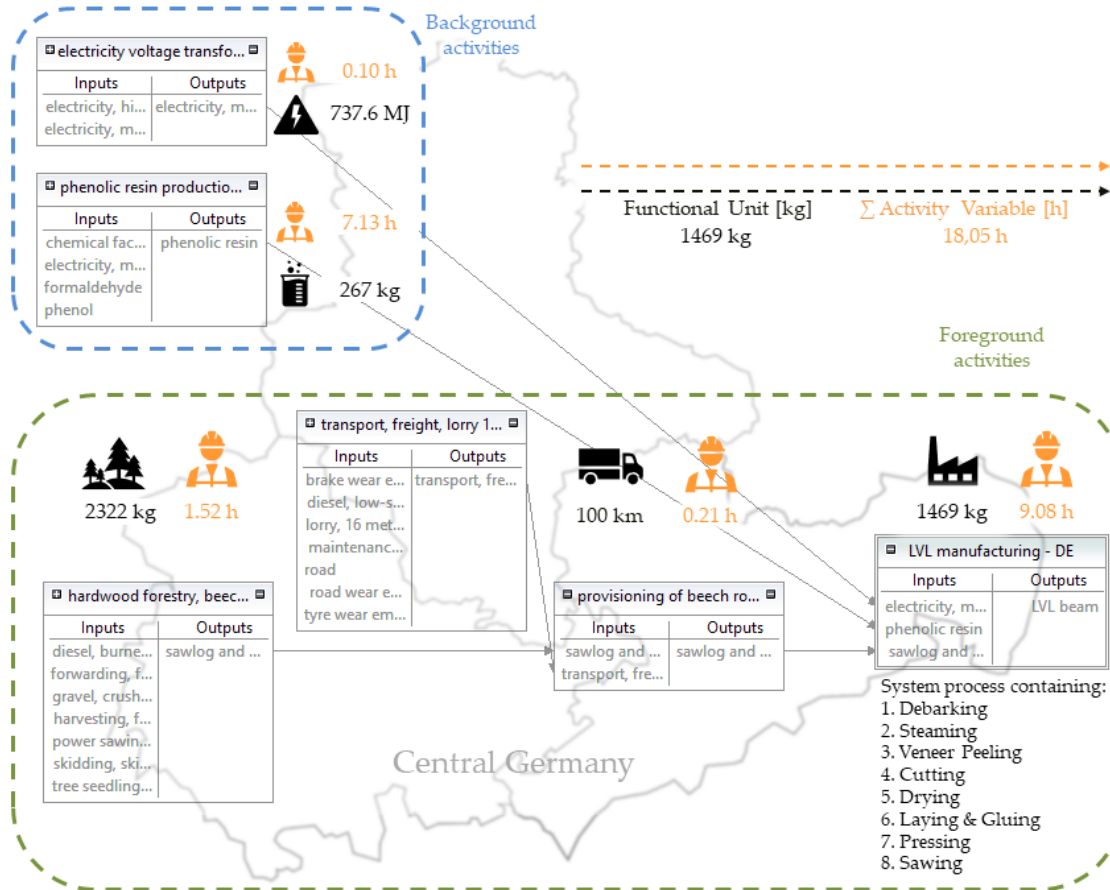 Background
activities
electricity voltage transfo...
Inputs Outputs
electricity, hi... electricity, m...
electricity, m...
0.10 h
737.6 MJ
phenolic resin productio...
Inputs Outputs
chemical fac... phenolic resin
electricity, m...
formaldehyde
phenol
7.13 h
267 kg
Functional Unit [kg] ∑ Activity Variable [h]
1469 kg 18,05 h
Foreground
activities
2322 kg 1.52 h
transport, freight, lorry 1...
Inputs Outputs
brake wear e... transport, fre...
diesel, low-s...
lorry, 16 met...
maintenanc...
road
road wear e...
tyre wear em...
100 km 0.21 h
1469 kg 9.08 h
hardwood forestry, beec...
Inputs Outputs
diesel, burne... sawlog and ...
forwarding, f...
gravel, crush...
harvesting, f...
power sawin...
skidding, ski...
tree seedling...
provisioning of beech ro...
Inputs Outputs
sawlog and ... sawlog and ...
transport, fre...
LVL manufacturing - DE
Inputs Outputs
electricity, m... LVL beam
phenolic resin
sawlog and ...
System process containing:
1. Debarking
2. Steaming
3. Veneer Peeling
4. Cutting
5. Drying
6. Laying & Gluing
7. Pressing
8. Sawing
Central Germany